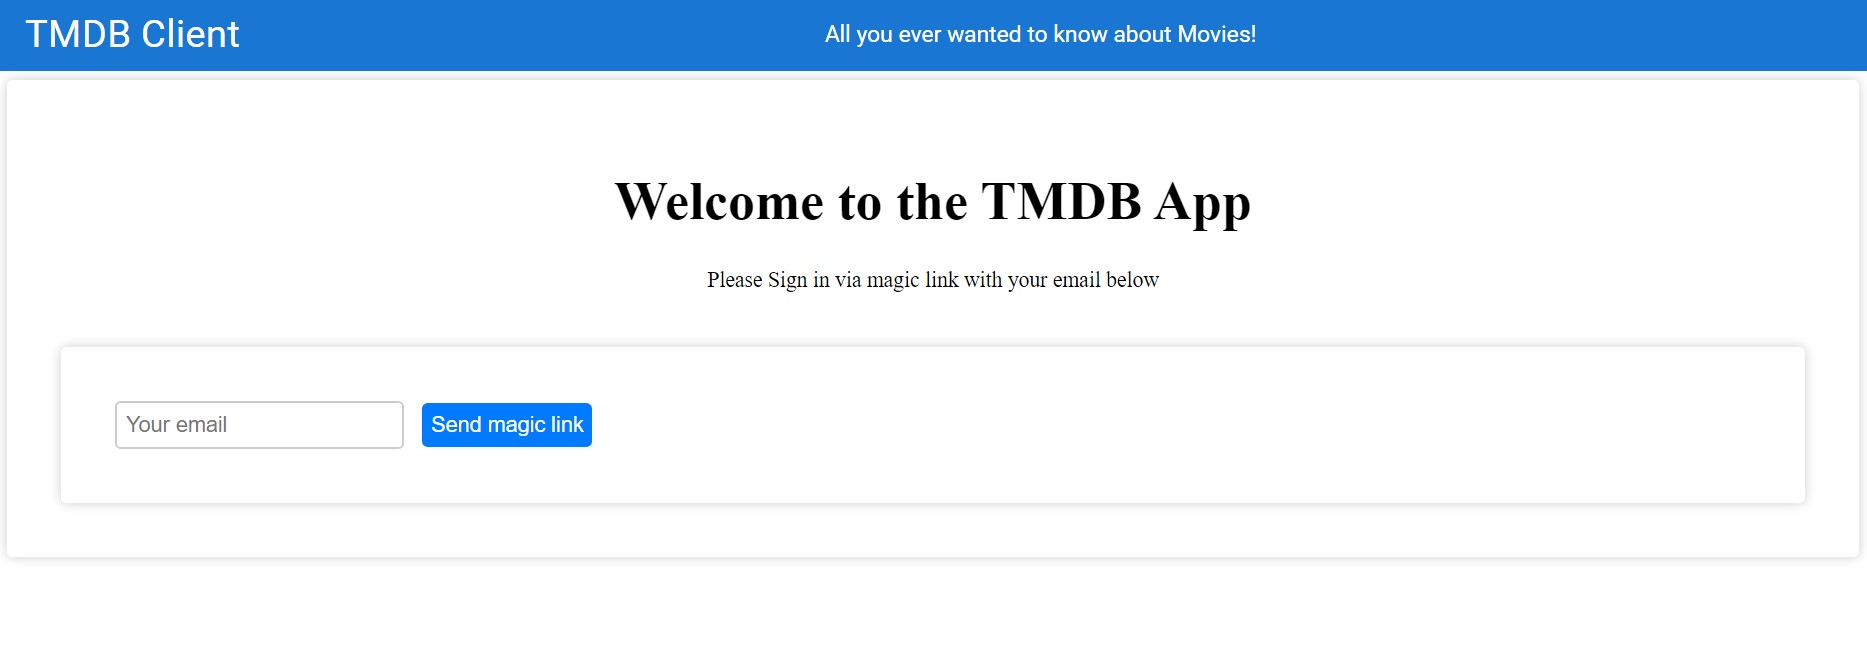 TMDB Client
All you ever wanted to know about Movies!
Welcome to the TMDB App
Please Sign in via magic link with your email below
Your email
Send magic link